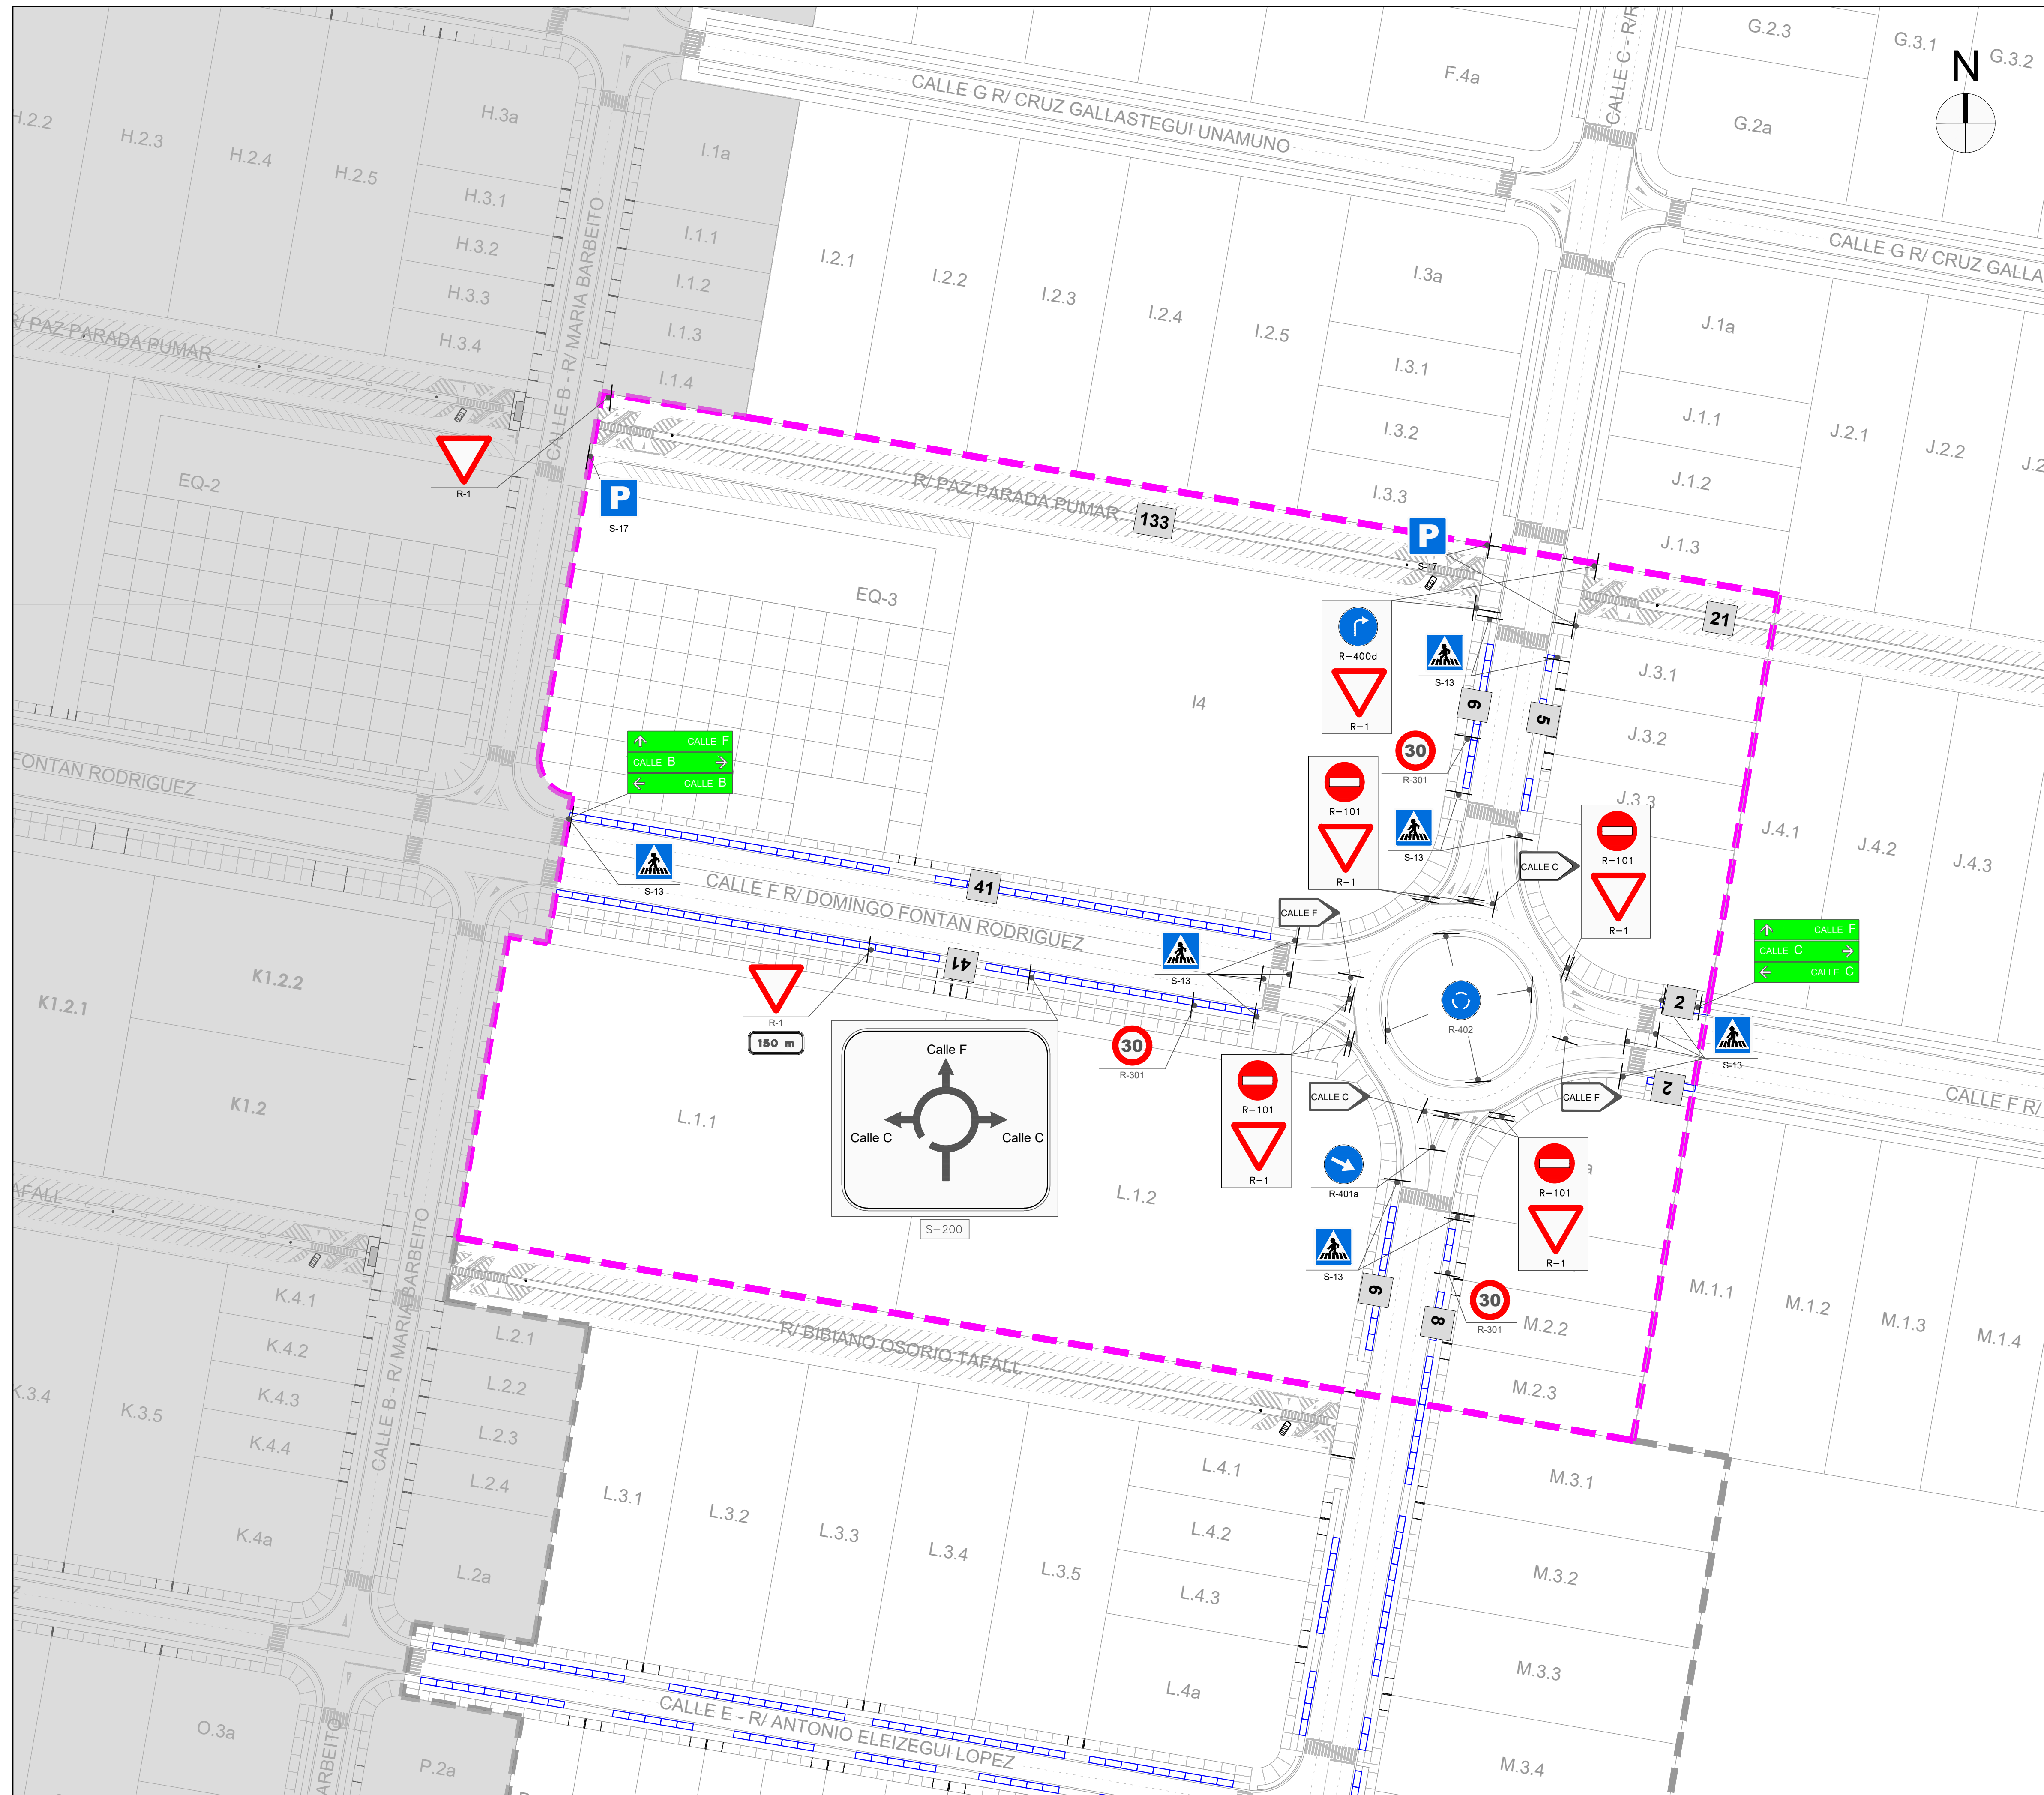 G.2.3
G.3.1
G.3.2
N
F.4a
CALLE C - R/
CALLE G R/ CRUZ GALLASTEGUI UNAMUNO
G.2a
H.2.2
H.2.3
H.2.4
H.2.5
H.3a
I.1a
H.3.1
H.3.2
H.3.3
H.3.4
I.1.1
I.1.2
I.1.3
I.1.4
CALLE B - R/ MARIA BARBEITO
I.2.1
I.2.2
I.2.3
I.2.4
I.2.5
I.3a
I.3.1
I.3.2
I.3.3
CALLE G R/ CRUZ GALLA
J.1a
J.1.1
J.1.2
J.1.3
J.2.1
J.2.2
R/ PAZ PARADA PUMAR
R-1
P
S-17
EQ-2
R/ PAZ PARADA PUMAR
133
P
S-17
21
EQ-3
I4
R-400d
R-1
S-13
6
5
J.3.1
J.3.2
J.3.3
30
R-301
R-101
R-1
S-13
CALLE C
R-101
R-1
J.4.1
J.4.2
J.4.3
CALLE F
CALLE B
CALLE B
FONTAN RODRIGUEZ
S-13
41
CALLE F R/ DOMINGO FONTAN RODRIGUEZ
CALLE F
S-13
41
R-1
150 m
30
R-301
R-402
CALLE F
CALLE C
CALLE C
2
S-13
2
CALLE F R/
K1.2.1
K1.2.2
K1.2
L.1.1
Calle F
Calle C
Calle C
S-200
L.1.2
R-101
R-1
CALLE C
CALLE F
R-401a
R-101
R-1
S-13
6
8
30
R-301
M.2.2
M.2.3
M.1.1
M.1.2
M.1.3
M.1.4
TAFALL
R/ BIBIANO OSORIO TAFALL
CALLE B - R/ MARIA BARBEITO
K.4.1
K.4.2
K.4.3
K.4.4
K.4a
K.3.4
K.3.5
L.2.1
L.2.2
L.2.3
L.2.4
L.2a
L.3.1
L.3.2
L.3.3
L.3.4
L.3.5
L.4.1
L.4.2
L.4.3
L.4a
M.3.1
M.3.2
M.3.3
M.3.4
CALLE E - R/ ANTONIO ELEIZEGUI LOPEZ
O.3a
P.2a
ARBEITO